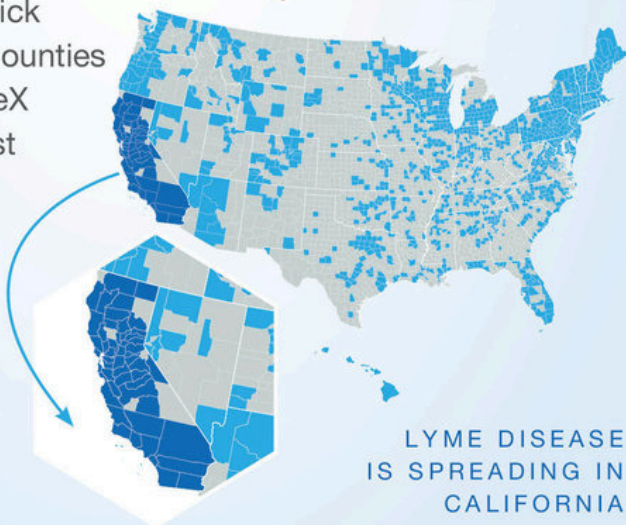 ick
ounties
eX
st
LYME DISEASE
IS SPREADING IN
CALIFORNIA